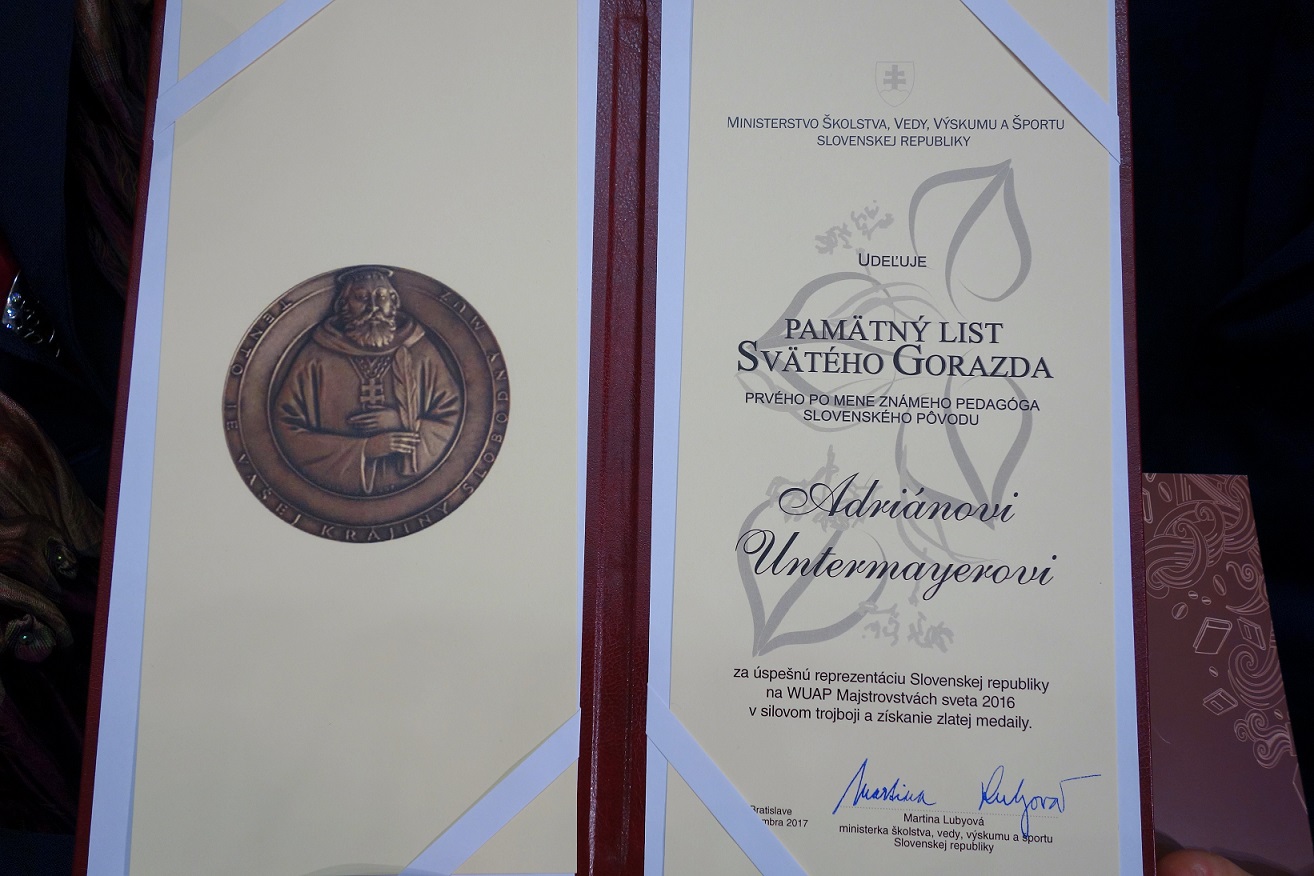 TENTO JE VAŠEJ KRAJINY SLOBODNÝ MUŽ
MINISTERSTVO ŠKOLSTVA, VEDY, VÝSKUMU A ŠPORTU
SLOVENSKEJ REPUBLIKY
UDEĽUJE
PAMÄTNÝ LIST
SVÄTÉHO GORAZDA
PRVÉHO PO MENE ZNÁMEHO PEDAGÓGA
SLOVENSKÉHO PÔVODU
Adriánovi
Untermayerovi
za úspešnú reprezentáciu Slovenskej republiky
na WUAP Majstrovstvách sveta 2016
v silovom trojboji a získanie zlatej medaily.
Martina Lubyová
Bratislave
mbra 2017
Martina Lubyová
ministerka školstva, vedy, výskumu a športu
Slovenskej republiky